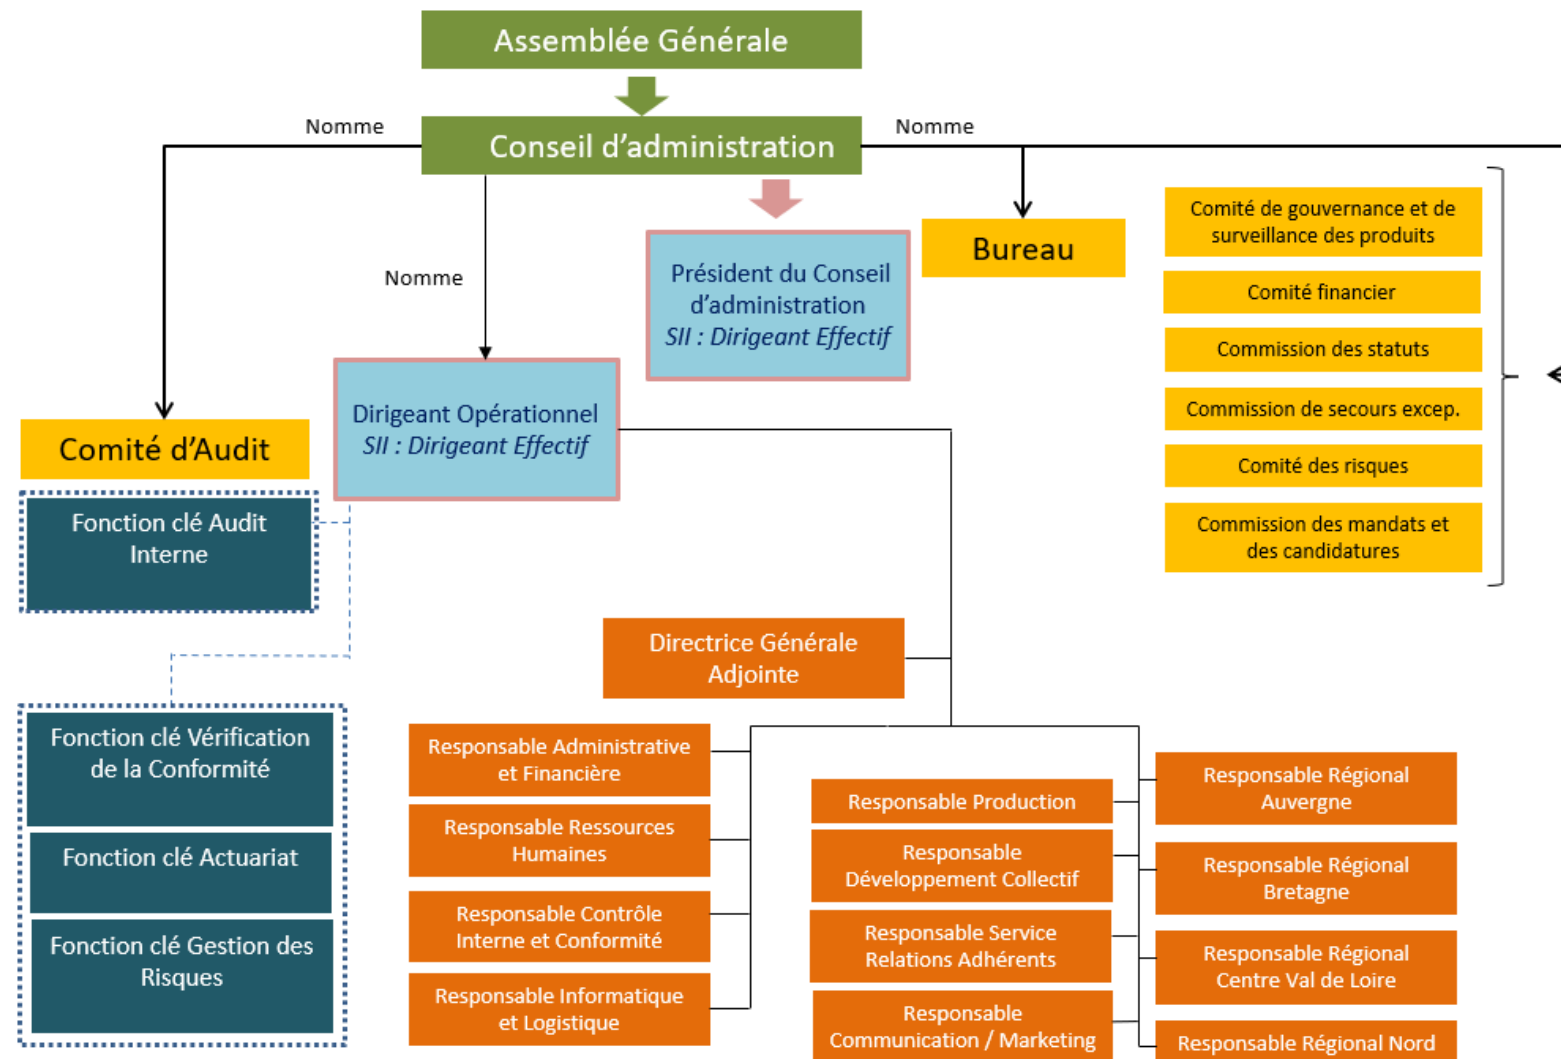 Assemblée Générale
Nomme
Conseil d’administration
Nomme
Comité de gouvernance et de
surveillance des produits
Comité financier
Commission des statuts
Commission de secours excep.
Comité des risques
Commission des mandats et
des candidatures
Bureau
Président du Conseil
d’administration
SII : Dirigeant Effectif
Nomme
Dirigeant Opérationnel
SII : Dirigeant Effectif
Comité d’Audit
Fonction clé Audit
Interne
Fonction clé Vérification
de la Conformité
Fonction clé Actuariat
Fonction clé Gestion des
Risques
Directrice Générale
Adjointe
Responsable Administrative
et Financière
Responsable Ressources
Humaines
Responsable Contrôle
Interne et Conformité
Responsable Informatique
et Logistique
Responsable Production
Responsable
Développement Collectif
Responsable Service
Relations Adhérents
Responsable
Communication / Marketing
Responsable Régional
Auvergne
Responsable Régional
Bretagne
Responsable Régional
Centre Val de Loire
Responsable Régional Nord